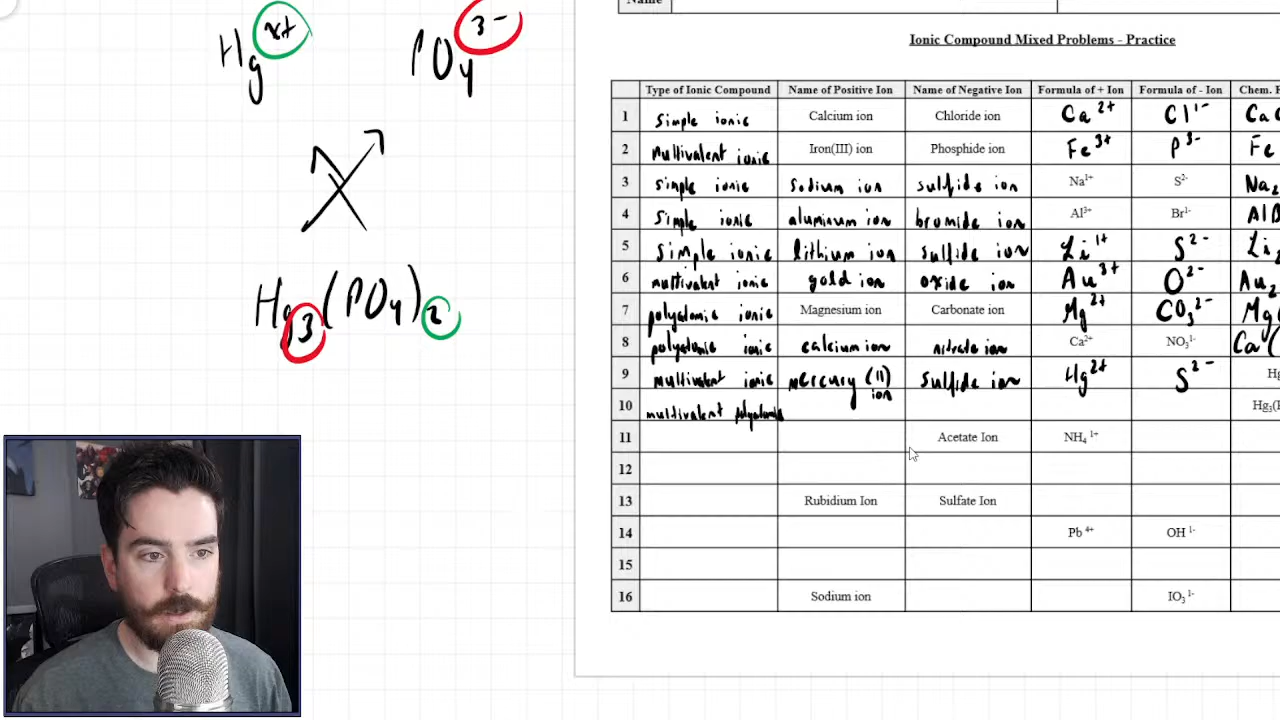 Hg x+ PO4 3-
Hg3(PO4)2
Name
Ionic Compound Mixed Problems - Practice
Type of Ionic Compound Name of Positive Ion Name of Negative Ion Formula of + Ion Formula of - Ion Chem. F
1 simple ionic Calcium ion Chloride ion Ca 2+ Cl 1- Ca
2 multivalent ionic Iron(III) ion Phosphide ion Fe 3+ P 3- Fe
3 simple ionic sodium ion sulfide ion Na1+ S2- Na2
4 simple ionic aluminum ion bromide ion Al3+ Br1- AlB
5 simple ionic lithium ion sulfide ion Li 1+ S 2- Li2
6 multivalent ionic gold ion oxide ion Au 3+ O 2- Au2
7 polyatomic ionic Magnesium ion Carbonate ion Mg 2+ CO3 2- Mg
8 polyatomic ionic calcium ion nitrate ion Ca2+ NO3 1- Ca(
9 multivalent ionic mercury (II) ion sulfide ion Hg 2+ S 2- Hg
10 multivalent polyatomic Hg3(P
11 Acetate Ion NH4 1+
12
13 Rubidium Ion Sulfate Ion
14 Pb 4+ OH 1-
15
16 Sodium ion IO3 1-